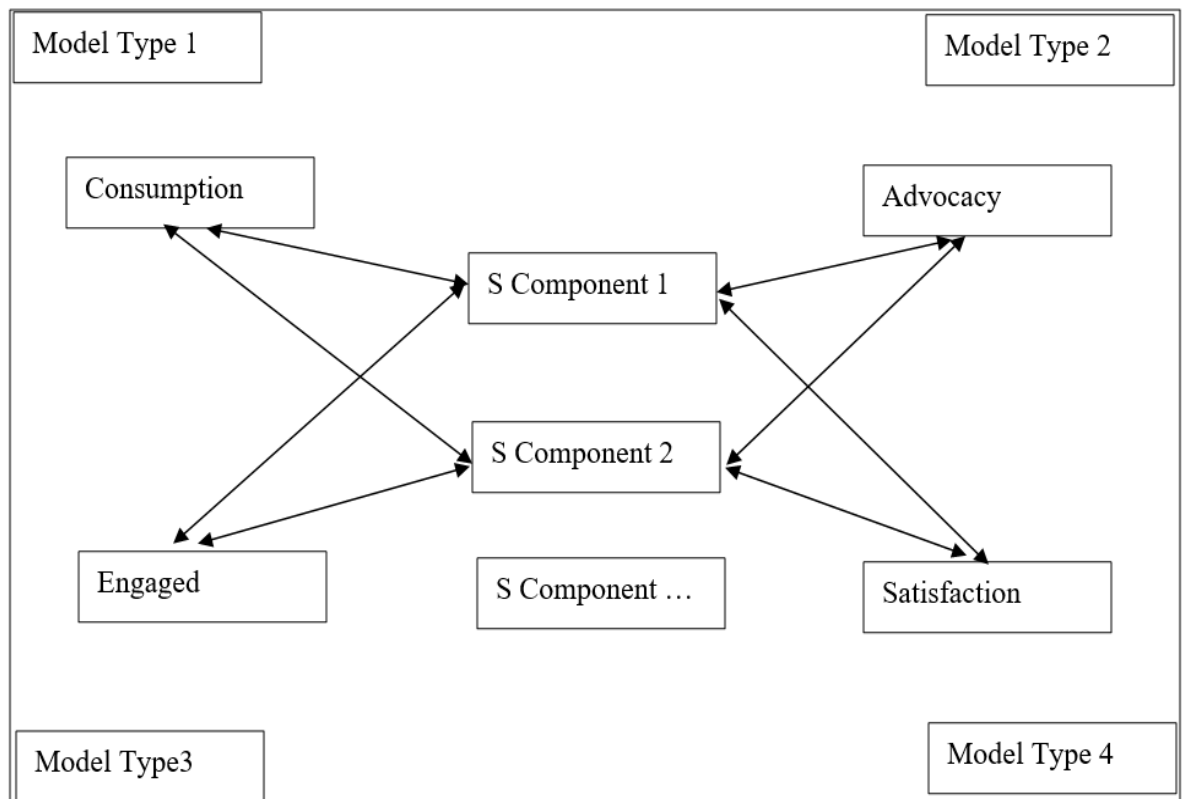 Model Type 1
Model Type 2
Consumption
Advocacy
S Component 1
S Component 2
Engaged
S Component …
Satisfaction
Model Type3
Model Type 4